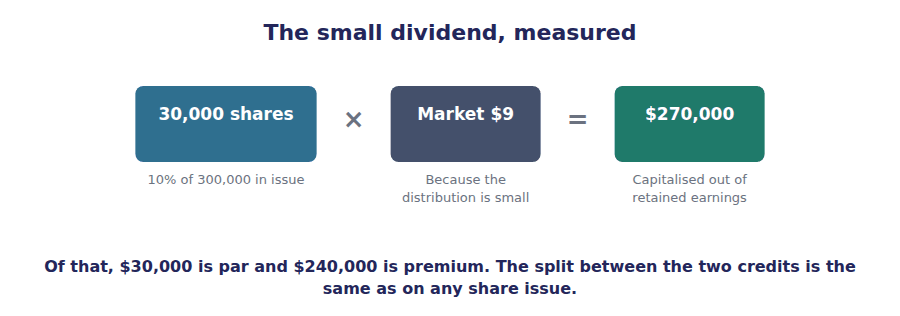 The small dividend, measured
30,000 shares
×
Market $9
=
$270,000
10% of 300,000 in issue
Because the
distribution is small
Capitalised out of
retained earnings
Of that, $30,000 is par and $240,000 is premium. The split between the two credits is the
same as on any share issue.